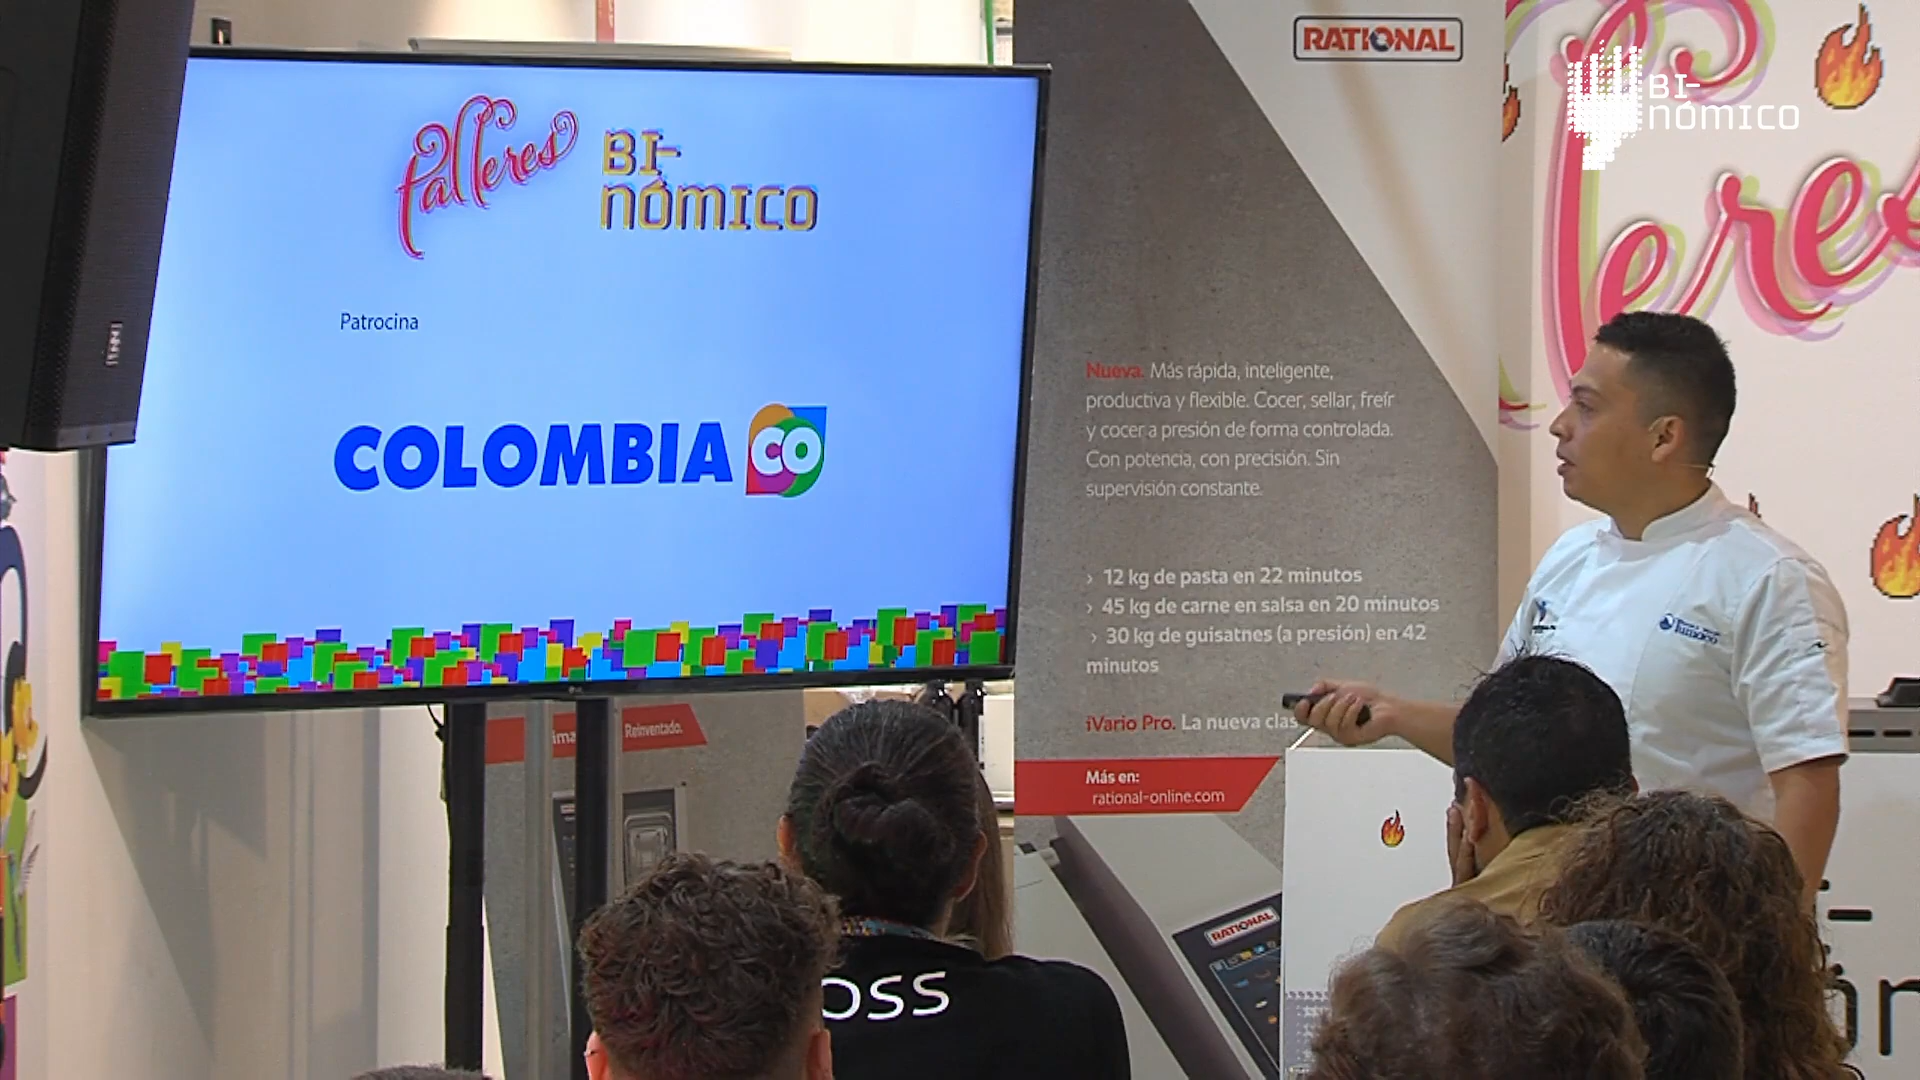 talleres
BI-
NÓMICO
Patrocina
COLOMBIA CO
RATIONAL
BI-
NÓMICO
Nueva. Más rápida, inteligente,
productiva y flexible. Cocer, sellar, freír
y cocer a presión de forma controlada.
Con potencia, con precisión. Sin
supervisión constante.
› 12 kg de pasta en 22 minutos
› 45 kg de carne en salsa en 20 minutos
› 30 kg de guisatnes (a presión) en 42
minutos
iVario Pro. La nueva clas
Más en:
rational-online.com
Reinventado.
RATIONAL
OSS
Tumaco